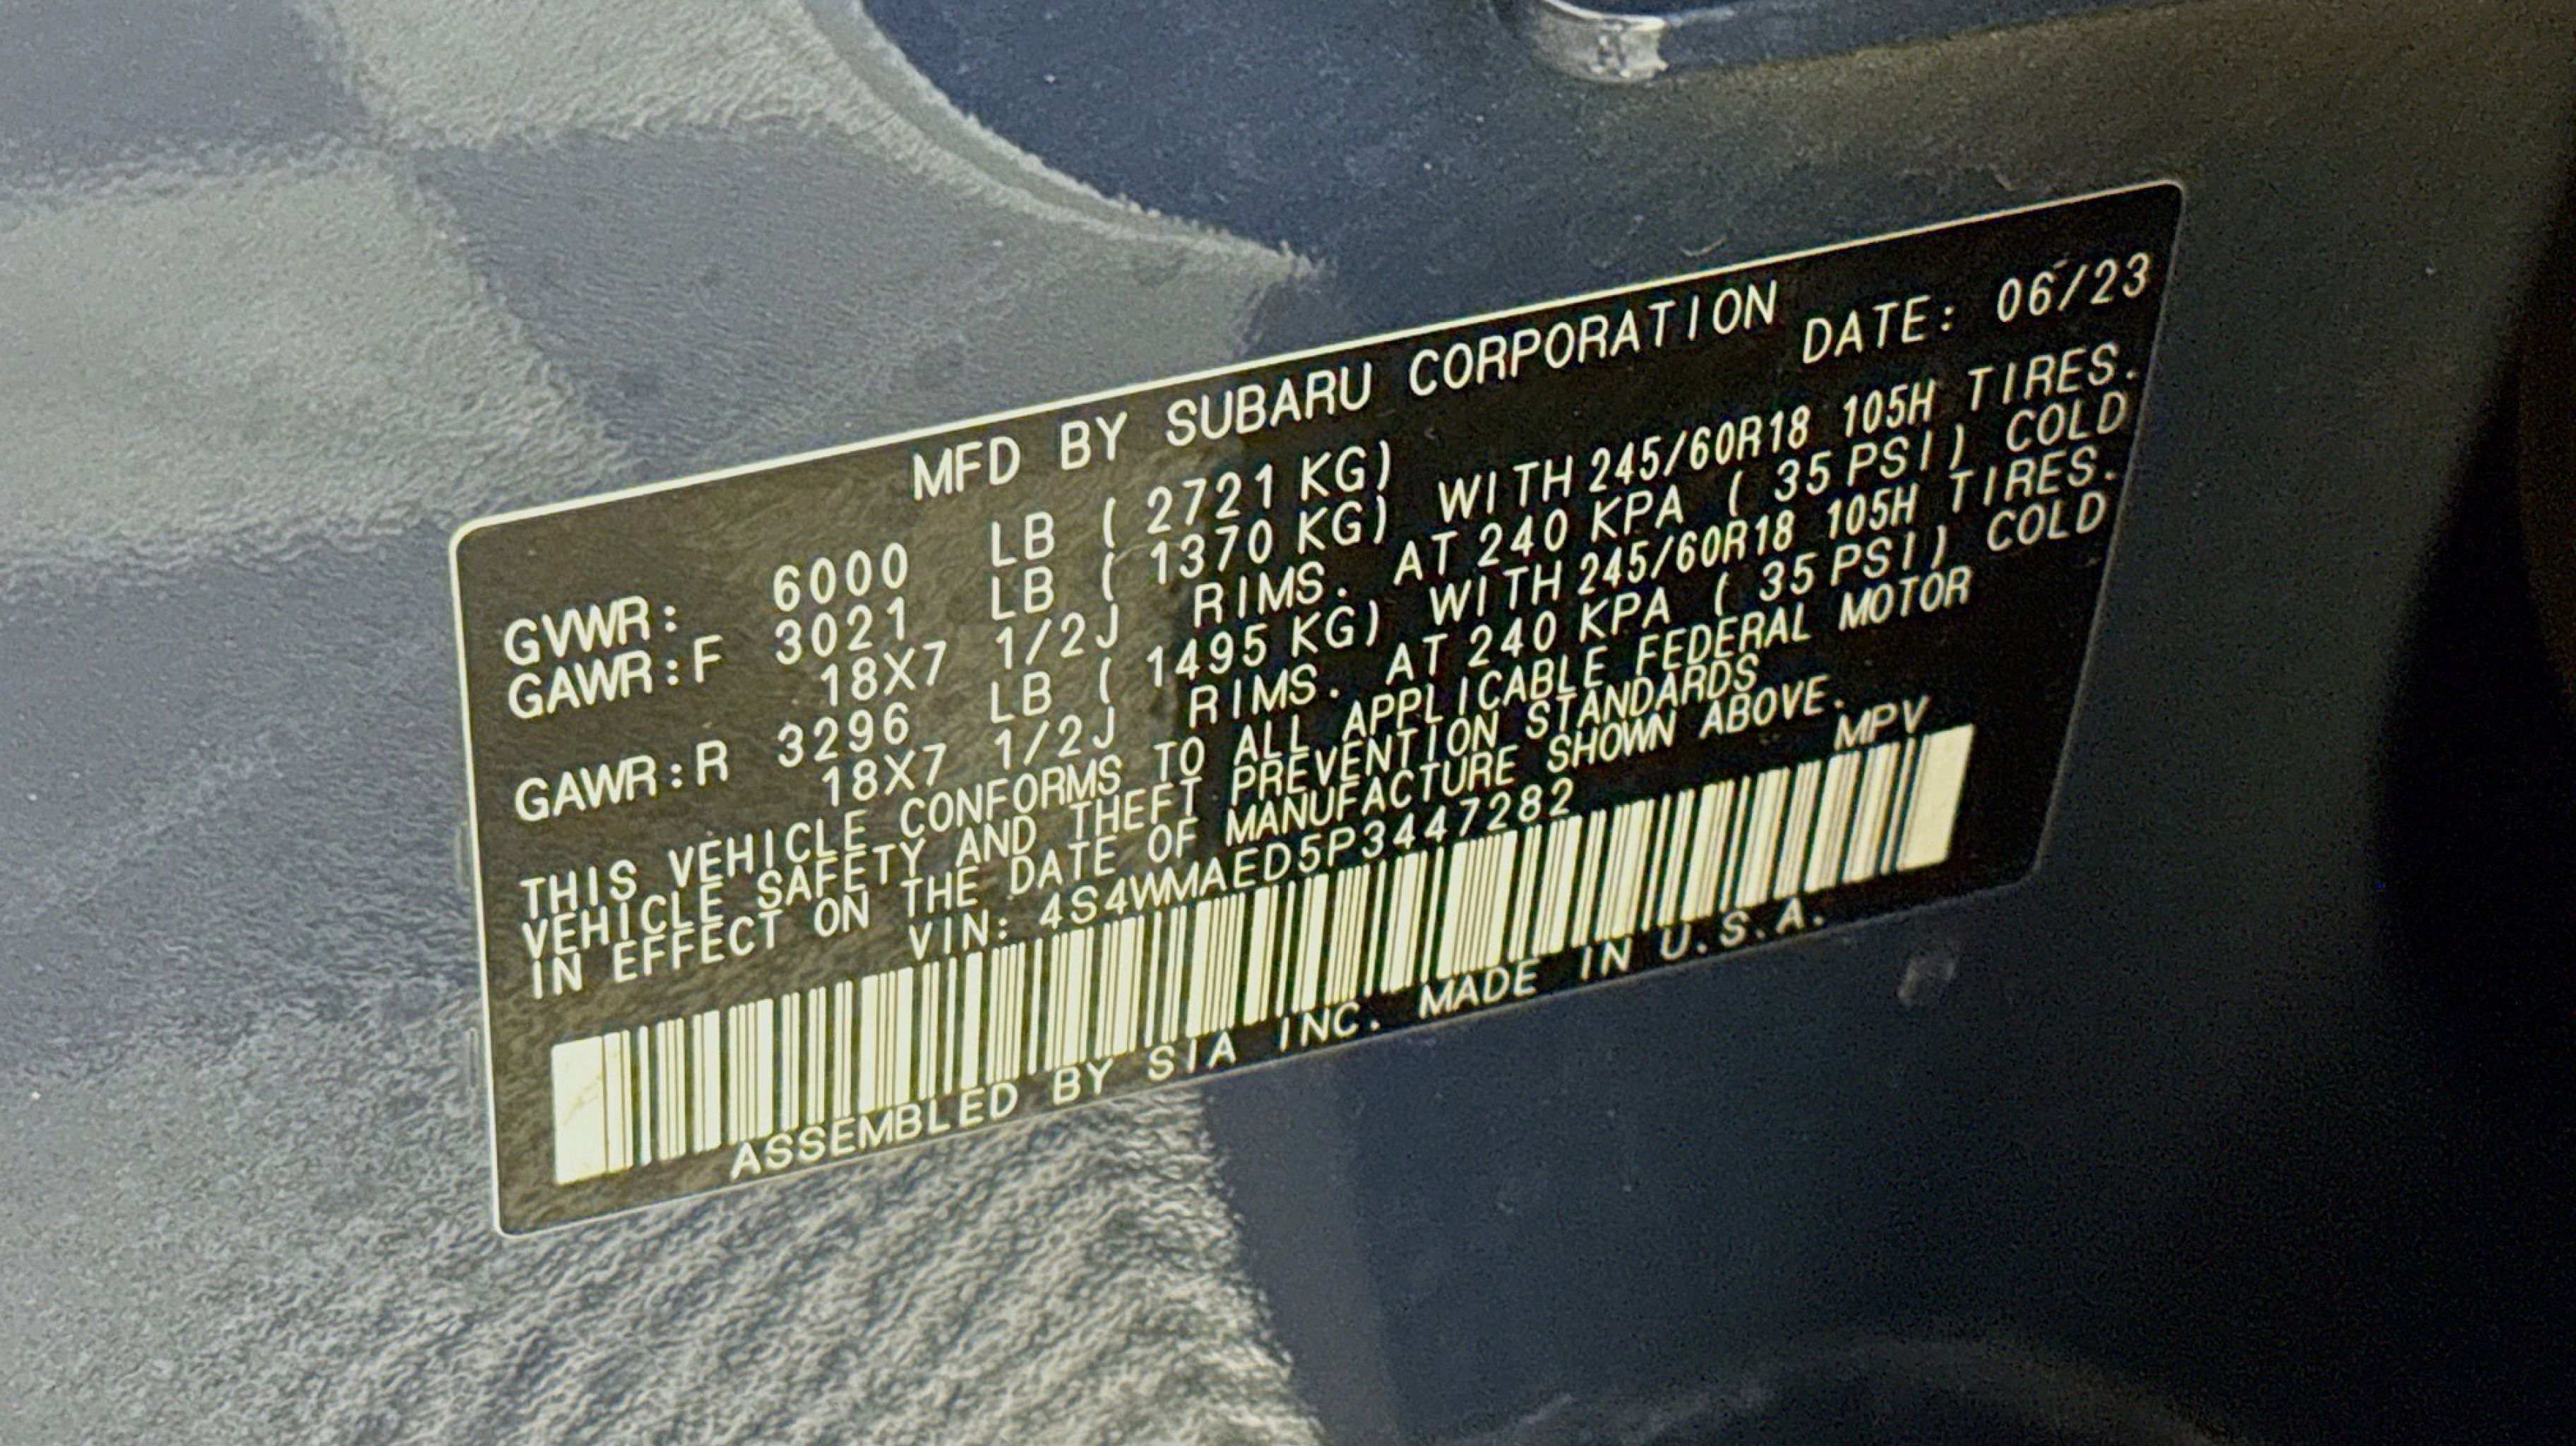 MFD BY SUBARU CORPORATION
DATE: 06/23
GVWR: 6000 LB ( 2721 KG)
GAWR:F 3021 LB ( 1370 KG) WITH 245/60R18 105H TIRES.
18X7 1/2J RIMS. AT 240 KPA ( 35 PSI) COLD
GAWR:R 3296 LB ( 1495 KG) WITH 245/60R18 105H TIRES.
18X7 1/2J RIMS. AT 240 KPA ( 35 PSI) COLD
THIS VEHICLE CONFORMS TO ALL APPLICABLE FEDERAL MOTOR
VEHICLE SAFETY AND THEFT PREVENTION STANDARDS
IN EFFECT ON THE DATE OF MANUFACTURE SHOWN ABOVE.
VIN: 4S4WMAED5P3447282 MPV
ASSEMBLED BY SIA INC. MADE IN U.S.A.